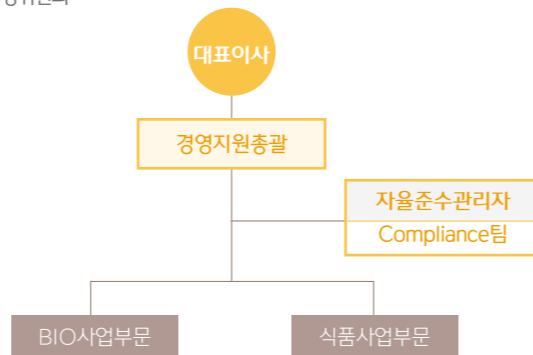 대표이사
경영지원총괄
자율준수관리자
Compliance팀
BIO사업부문
식품사업부문